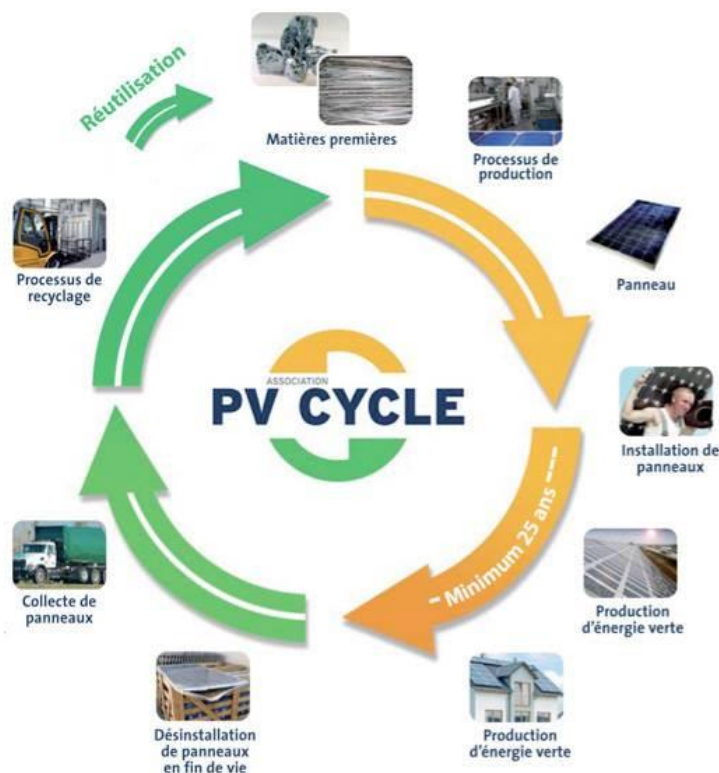 Réutilisation
Matières premières
Processus de
production
Panneau
Installation de
panneaux
Minimum 25 ans
Production
d'énergie verte
Production
d'énergie verte
Désinstallation
de panneaux
en fin de vie
Collecte de
panneaux
Processus de
recyclage
ASSOCIATION
PV CYCLE